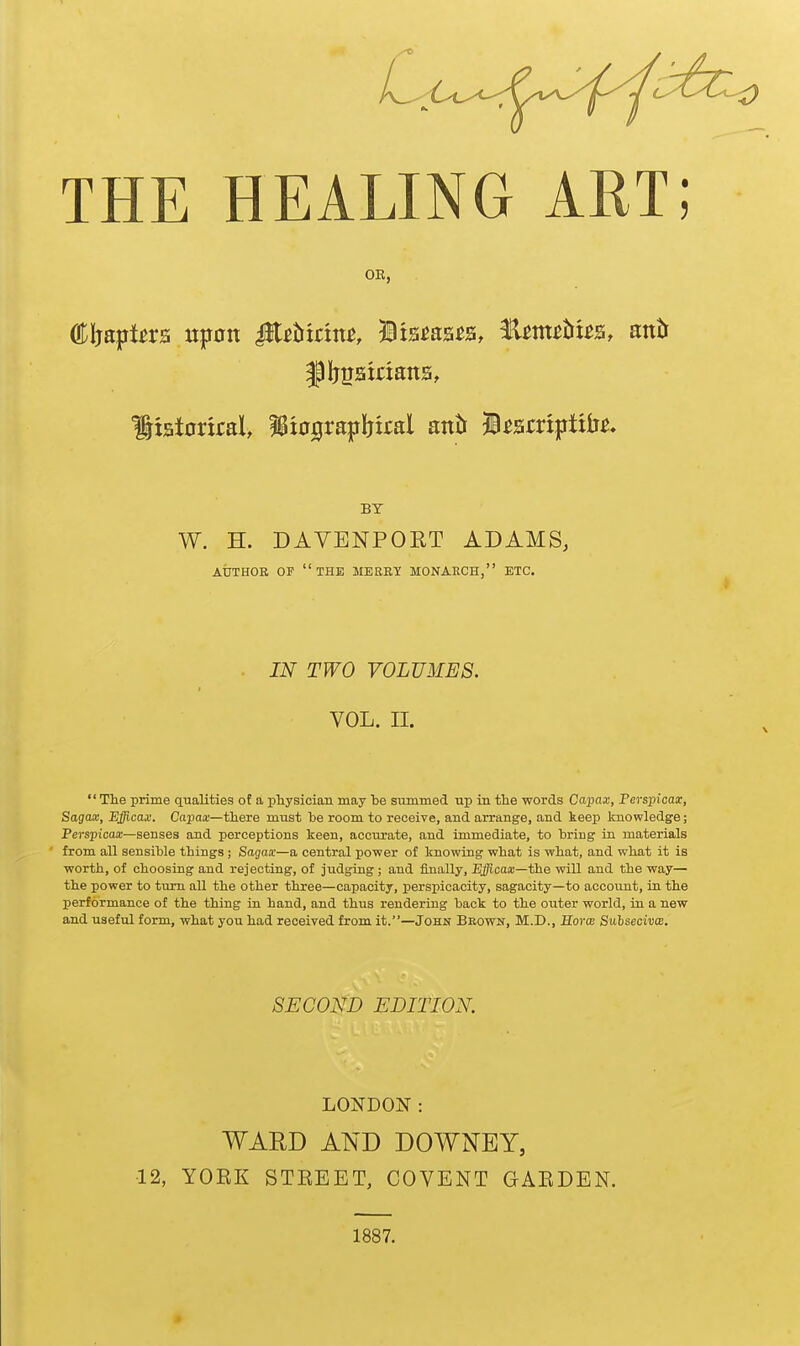 THE HEALING ART;
OR,
Chapters upon Medicine, Diseases, Remedies, and
Physicians,
Historical, Biographical and Descriptive.
BY
W. H. DAVENPORT ADAMS,
AUTHOR OF "THE MERRY MONARCH," ETC.
IN TWO VOLUMES.
VOL. II.
"The prime qualities of a physician may be summed up in the words Capax, Perspicax,
Sagax, Efficax. Capax—there must be room to receive, and arrange, and keep knowledge;
Perspicax—senses and perceptions keen, accurate, and immediate, to bring in materials
from all sensible things; Sagax—a central power of knowing what is what, and what it is
worth, of choosing and rejecting, of judging; and finally, Efficax—the will and the way—
the power to turn all the other three—capacity, perspicacity, sagacity—to account, in the
performance of the thing in hand, and thus rendering back to the outer world, in a new
and useful form, what you had received from it."—John Brown, M.D., Horæ Subsecivæ.
SECOND EDITION.
LONDON:
WARD AND DOWNEY,
12, YORK STREET, COVENT GARDEN.
1887.